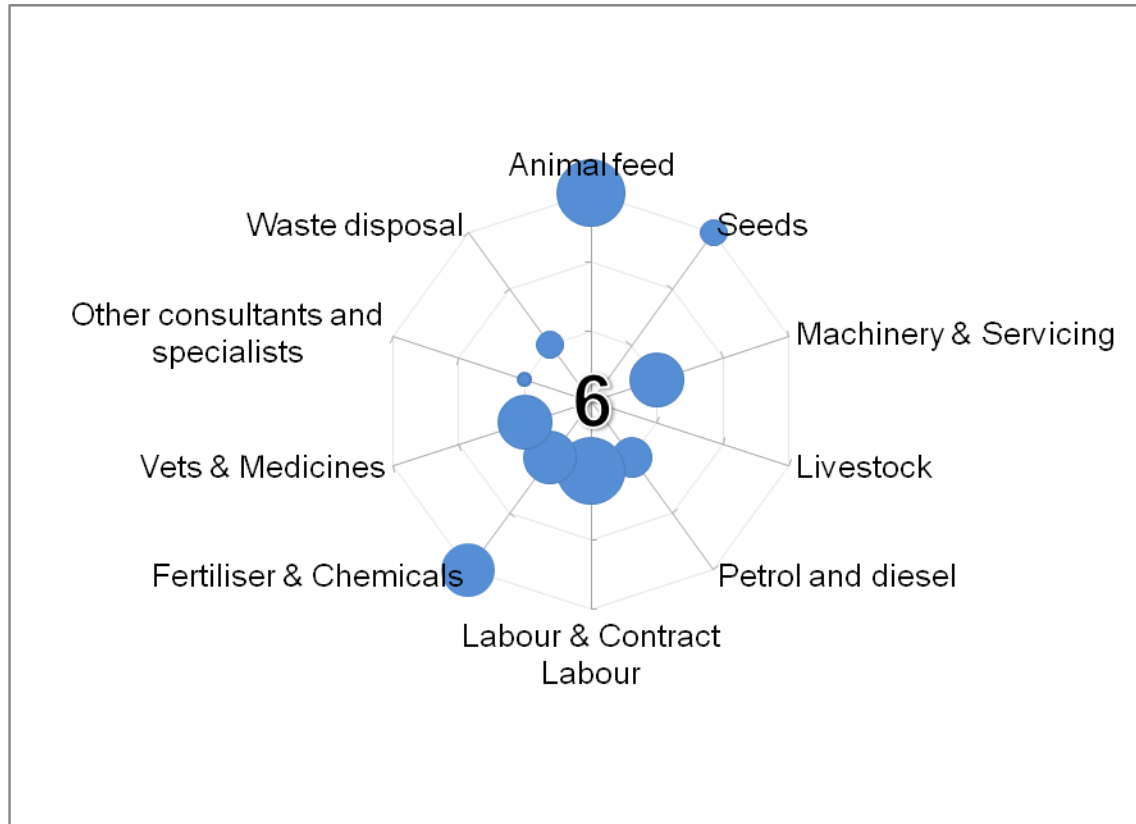 Animal feed
Waste disposal
Seeds
Other consultants and
specialists
Machinery & Servicing
6
Vets & Medicines
Livestock
Fertiliser & Chemicals
Petrol and diesel
Labour & Contract
Labour